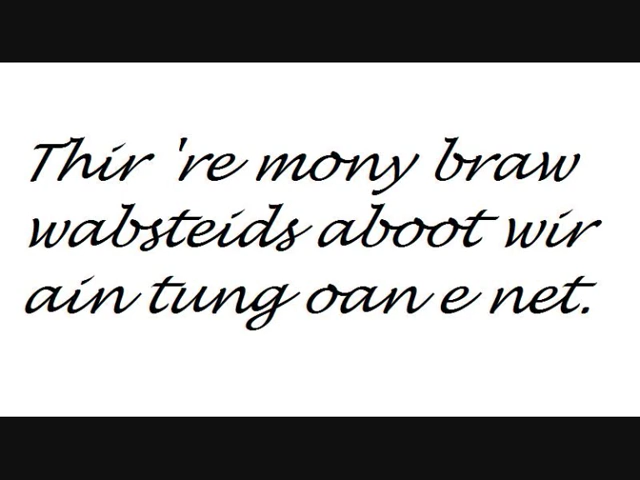 Thir 're mony braw
wabsteids aboot wir
ain tung oan e net.